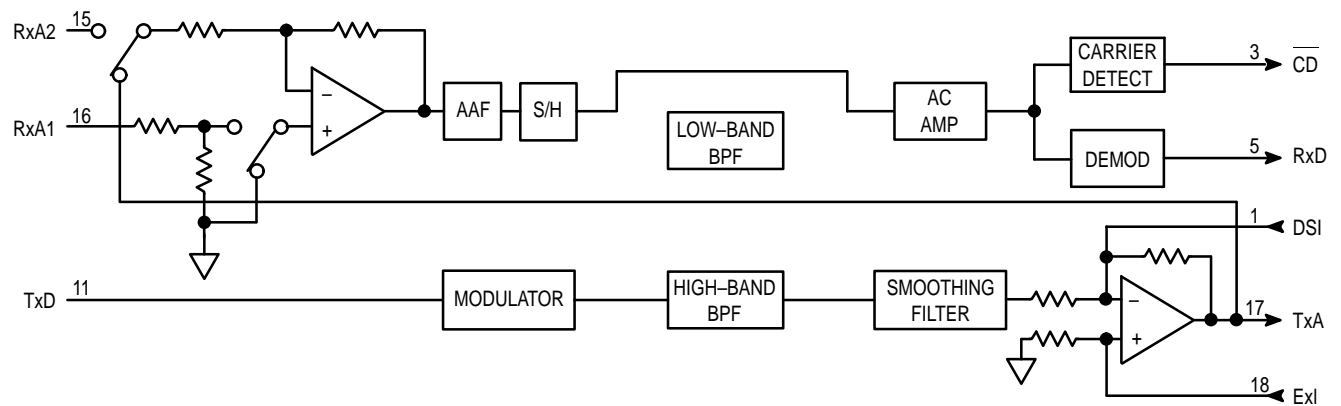 RxA2
15
RxA1
16
−
+
AAF
S/H
LOW–BAND
BPF
AC
AMP
CARRIER
DETECT
3
CD
DEMOD
5
RxD
1
DSI
TxD
11
MODULATOR
HIGH–BAND
BPF
SMOOTHING
FILTER
−
+
17
TxA
18
ExI